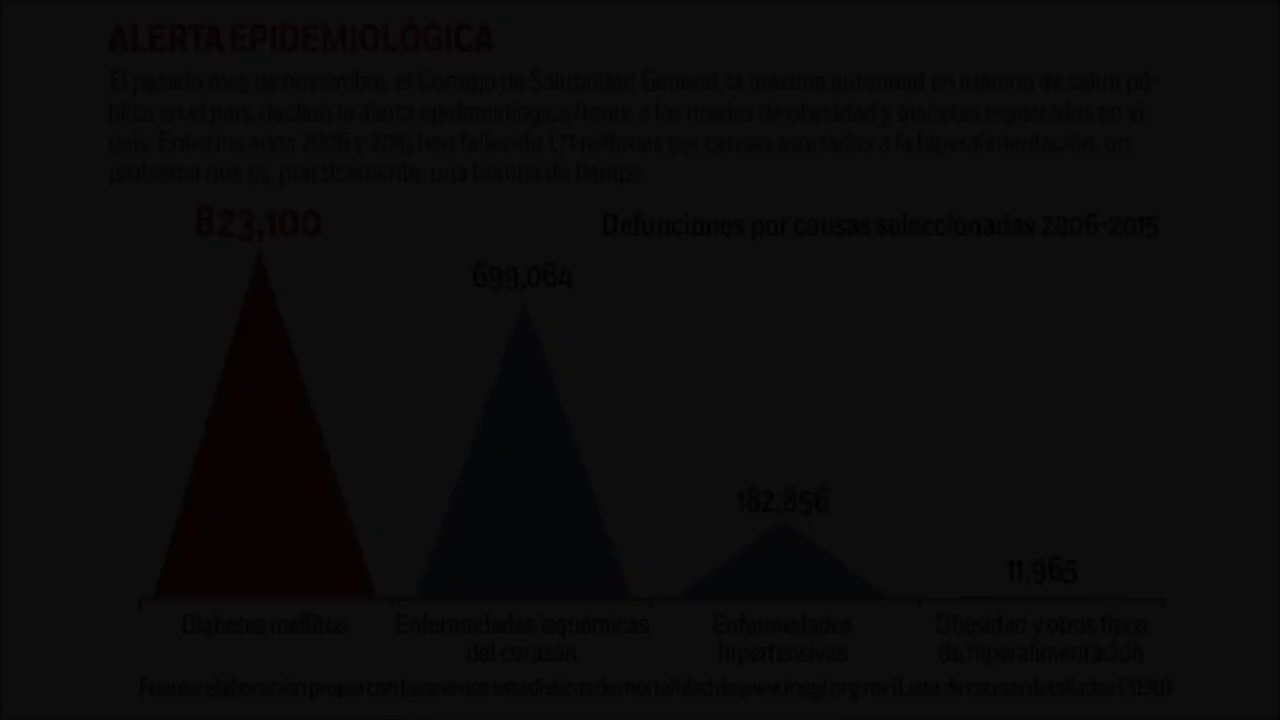 ALERTA EPIDEMIOLÓGICA
El pasado mes de noviembre, el Consejo de Salubridad General, la máxima autoridad en materia de salud pú-
blica en el país, declaró la alerta epidemiológica frente a los niveles de obesidad y diabetes registrados en el
país. Entre los años 2006 y 2015 han fallecido 1.71 millones por causas asociadas a la hiperalimentación, un
problema que es, prácticamente, una bomba de tiempo.
823,100
Defunciones por causas seleccionadas 2006-2015
699,064
182,856
11,965
Diabetes mellitus
Enfermedades isquémicas
del corazón
Enfermedades
hipertensivas
Obesidad y otros tipos
de hiperalimentación
Fuente: elaboración propia con base en las estadísticas de mortalidad de www.inegi.org.mx (Lista de causas detalladas CIE10)